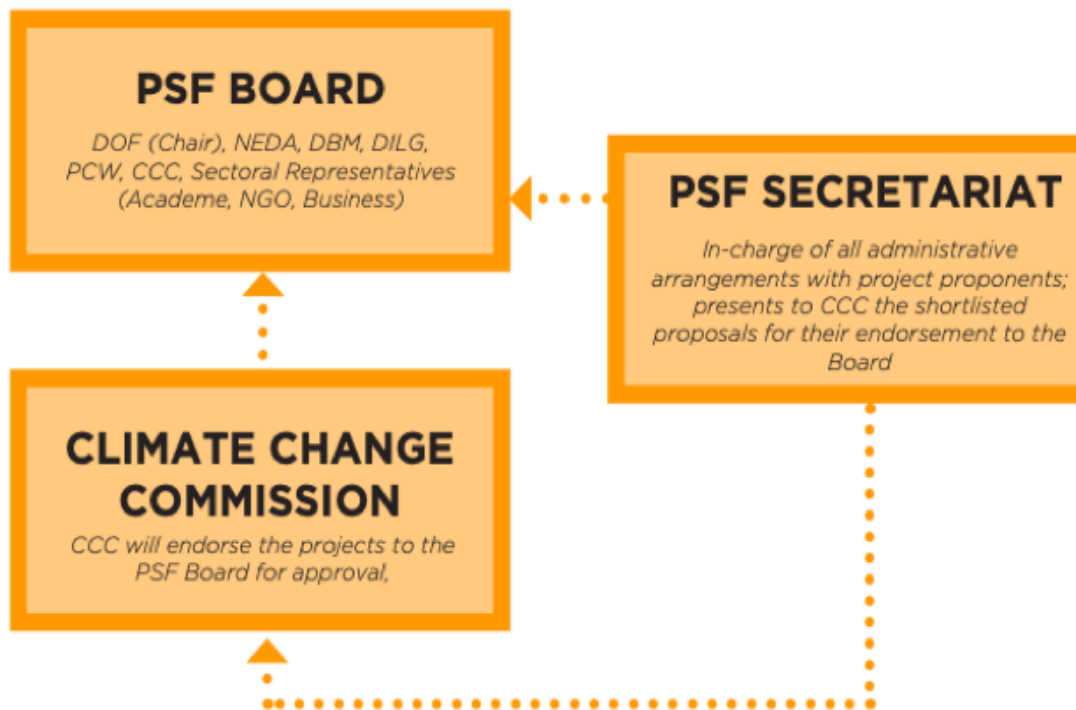 PSF BOARD
DOF (Chair), NEDA, DBM, DILG,
PCW, CCC, Sectoral Representatives
(Academe, NGO, Business)
PSF SECRETARIAT
In-charge of all administrative
arrangements with project proponents;
presents to CCC the shortlisted
proposals for their endorsement to the
Board
CLIMATE CHANGE
COMMISSION
CCC will endorse the projects to the
PSF Board for approval,